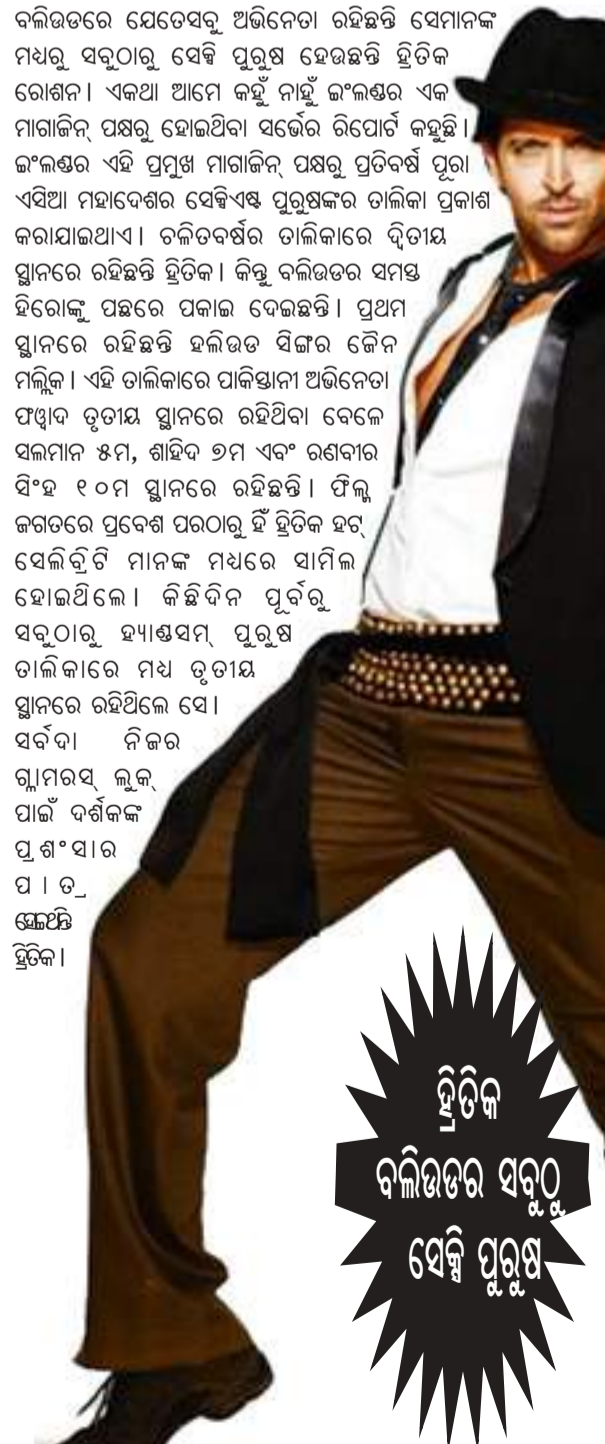 ବଲିଉଡରେ ଯେତେସବୁ ଅଭିନେତା ରହିଛନ୍ତି ସେମାନଙ୍କ
ମଧ୍ୟରୁ ସବୁଠାରୁ ସେକ୍ସି ପୁରୁଷ ହେଉଛନ୍ତି ହ୍ରିତିକ
ରୋଶନ। ଏକଥା ଆମେ କହୁଁ ନାହୁଁ ଇଂଲଣ୍ଡର ଏକ
ମାଗାଜିନ୍ ପକ୍ଷରୁ ହୋଇଥିବା ସର୍ଭେର ରିପୋର୍ଟ କହୁଛି।
ଇଂଲଣ୍ଡର ଏହି ପ୍ରମୁଖ ମାଗାଜିନ୍ ପକ୍ଷରୁ ପ୍ରତିବର୍ଷ ପୂରା
ଏସିଆ ମହାଦେଶର ସେକ୍ସିଏଷ୍ଟ ପୁରୁଷଙ୍କର ତାଲିକା ପ୍ରକାଶ
କରାଯାଇଥାଏ। ଚଳିତବର୍ଷର ତାଲିକାରେ ଦ୍ୱିତୀୟ
ସ୍ଥାନରେ ରହିଛନ୍ତି ହ୍ରିତିକ। କିନ୍ତୁ ବଲିଉଡର ସମସ୍ତ
ହିରୋଙ୍କୁ ପଛରେ ପକାଇ ଦେଇଛନ୍ତି। ପ୍ରଥମ
ସ୍ଥାନରେ ରହିଛନ୍ତି ହଲିଉଡ ସିଙ୍ଗର ଜୈନ
ମଲ୍ଲିକ। ଏହି ତାଲିକାରେ ପାକିସ୍ତାନୀ ଅଭିନେତା
ଫୱାଦ ତୃତୀୟ ସ୍ଥାନରେ ରହିଥିବା ବେଳେ
ସଲମାନ ୫ମ, ଶାହିଦ ୭ମ ଏବଂ ରଣବୀର
ସିଂହ ୧୦ମ ସ୍ଥାନରେ ରହିଛନ୍ତି। ଫିଲ୍ମ
ଜଗତରେ ପ୍ରବେଶ ପରଠାରୁ ହିଁ ହ୍ରିତିକ ହଟ୍
ସେଲିବ୍ରିଟି ମାନଙ୍କ ମଧ୍ୟରେ ସାମିଲ
ହୋଇଥିଲେ। କିଛିଦିନ ପୂର୍ବରୁ
ସବୁଠାରୁ ହ୍ୟାଣ୍ଡସମ୍ ପୁରୁଷ
ତାଲିକାରେ ମଧ୍ୟ ତୃତୀୟ
ସ୍ଥାନରେ ରହିଥିଲେ ସେ।
ସର୍ବଦା ନିଜର
ଗ୍ଲାମରସ୍ ଲୁକ୍
ପାଇଁ ଦର୍ଶକଙ୍କ
ପ୍ରଶଂସାର
ପାତ୍ର
ହୋଇଥାନ୍ତି
ହ୍ରିତିକ।
ହ୍ରିତିକ
ବଲିଉଡର ସବୁଠୁ
ସେକ୍ସି ପୁରୁଷ